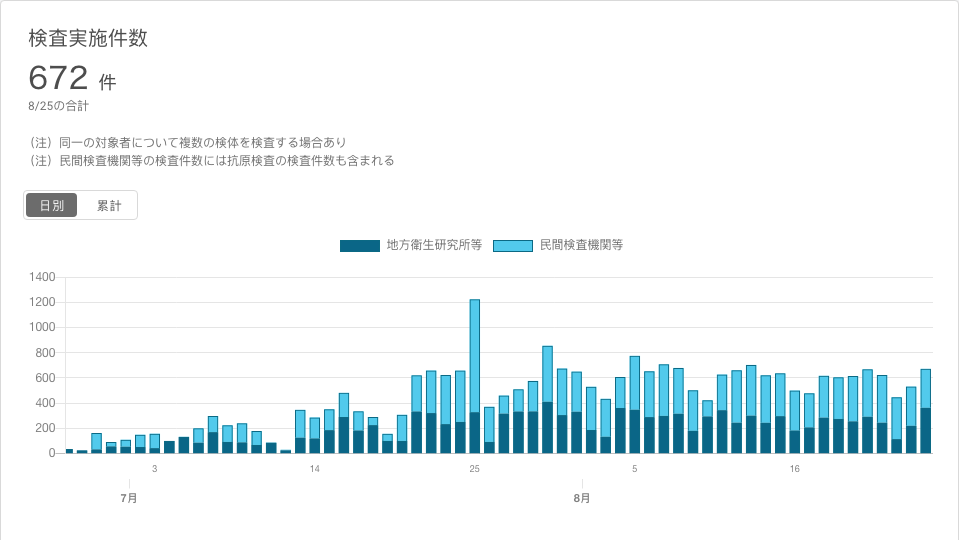 検査実施件数
672 件
8/25の合計
（注）同一の対象者について複数の検体を検査する場合あり
（注）民間検査機関等の検査件数には抗原検査の検査件数も含まれる
日別 累計
地方衛生研究所等 民間検査機関等
1400
1200
1000
800
600
400
200
0
3 14 25 5 16
7月 8月